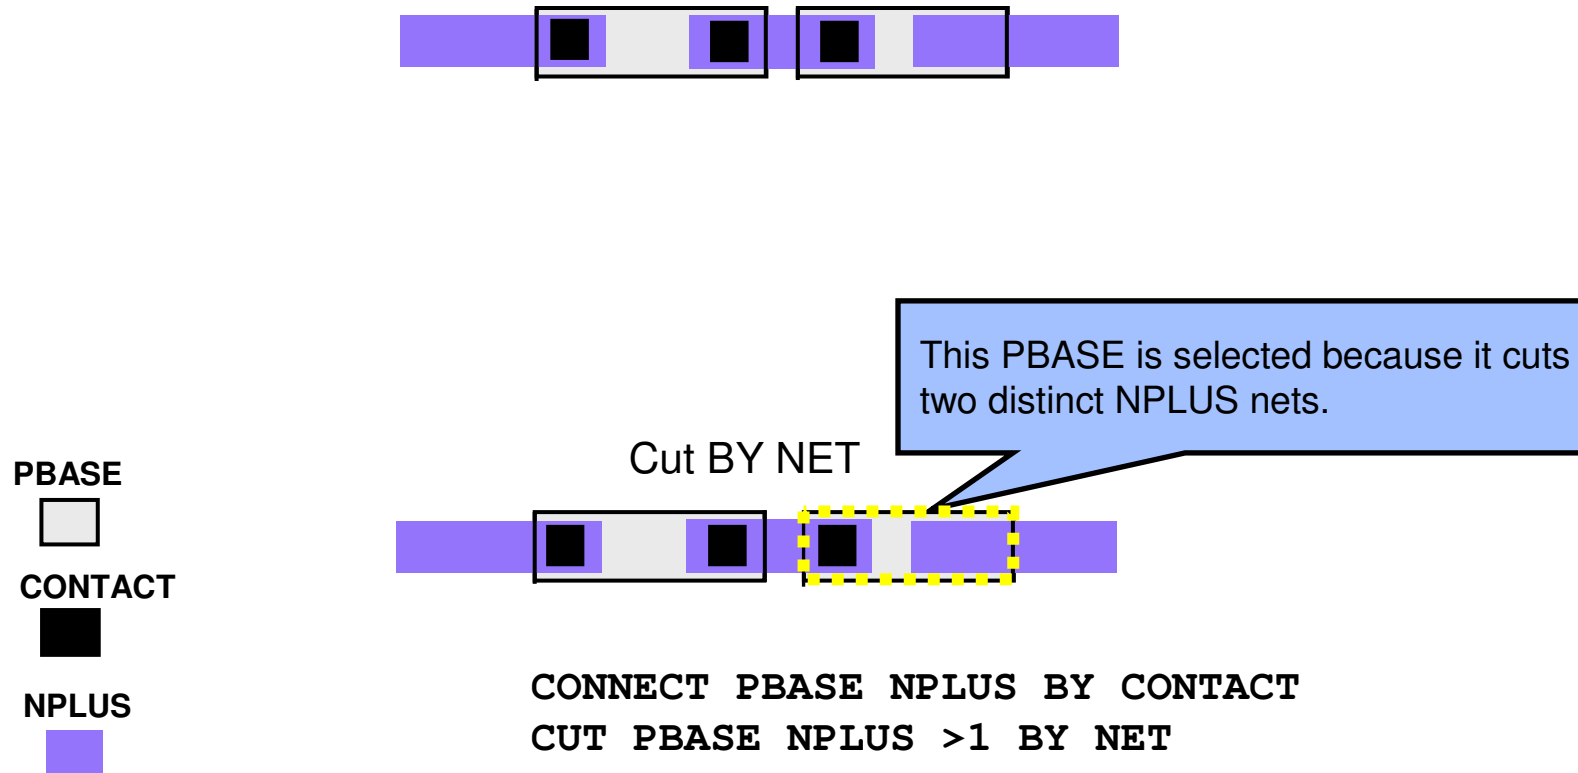 This PBASE is selected because it cuts
two distinct NPLUS nets.
Cut BY NET
PBASE
CONTACT
NPLUS
CONNECT PBASE NPLUS BY CONTACT
CUT PBASE NPLUS >1 BY NET